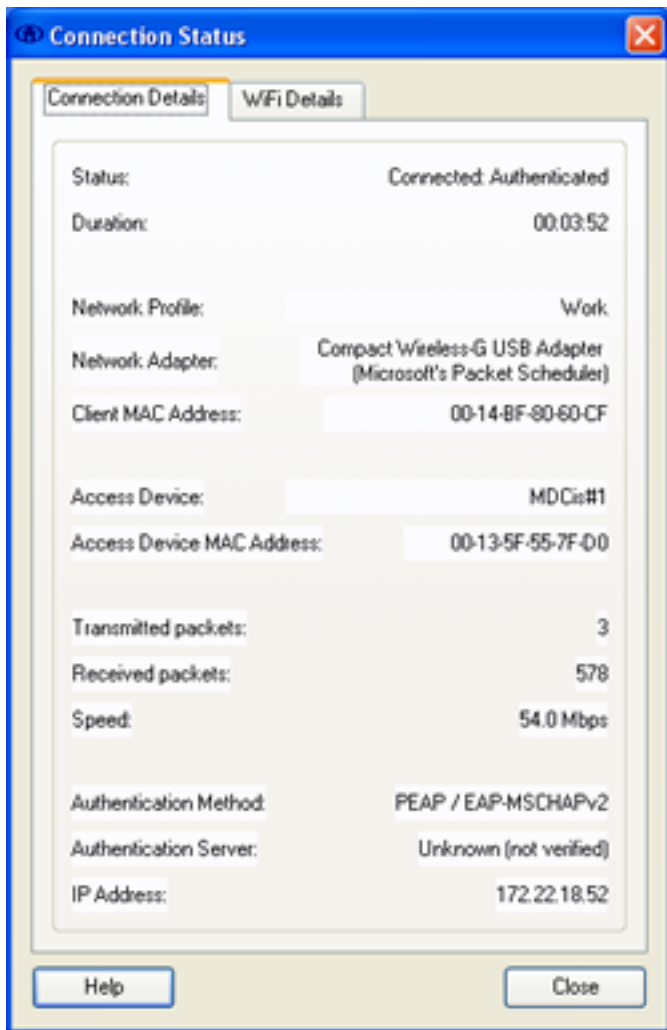 Connection Status
Connection Details WiFi Details
Status: Connected: Authenticated
Duration: 00:03:52
Network Profile: Work
Network Adapter: Compact Wireless-G USB Adapter
(Microsoft's Packet Scheduler)
Client MAC Address: 00-14-BF-80-60-CF
Access Device: MDCis#1
Access Device MAC Address: 00-13-5F-55-7F-D0
Transmitted packets: 3
Received packets: 578
Speed: 54.0 Mbps
Authentication Method: PEAP / EAP-MSCHAPv2
Authentication Server: Unknown (not verified)
IP Address: 172.22.18.52
Help Close